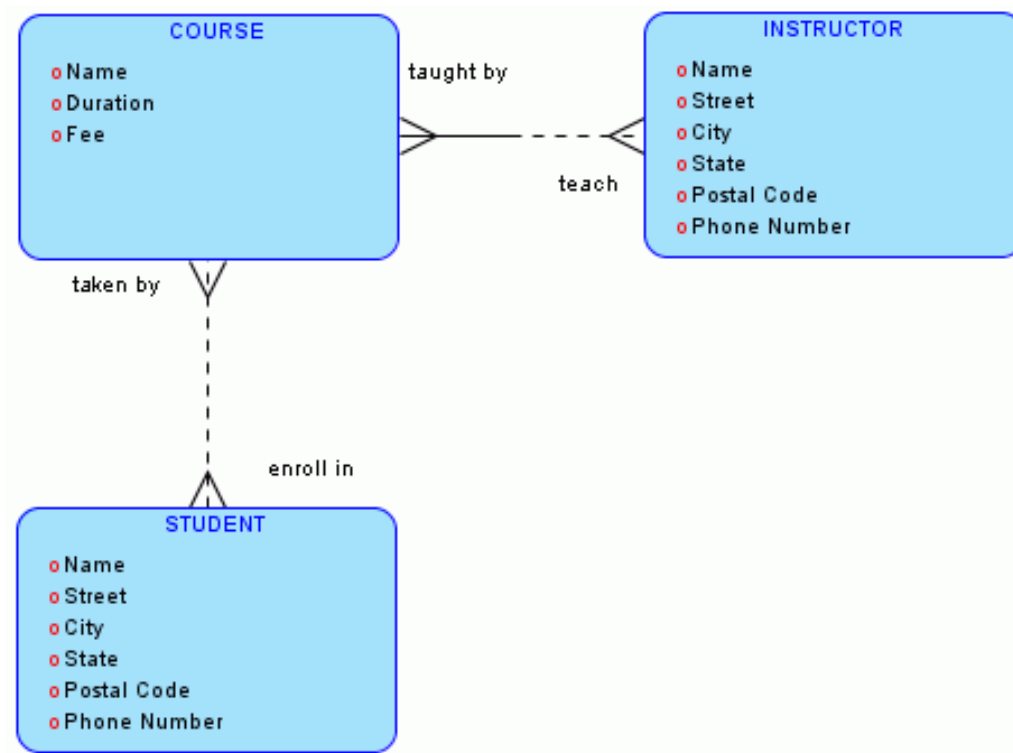 COURSE
o Name
o Duration
o Fee
taught by
teach
INSTRUCTOR
o Name
o Street
o City
o State
o Postal Code
o Phone Number
taken by
enroll in
STUDENT
o Name
o Street
o City
o State
o Postal Code
o Phone Number